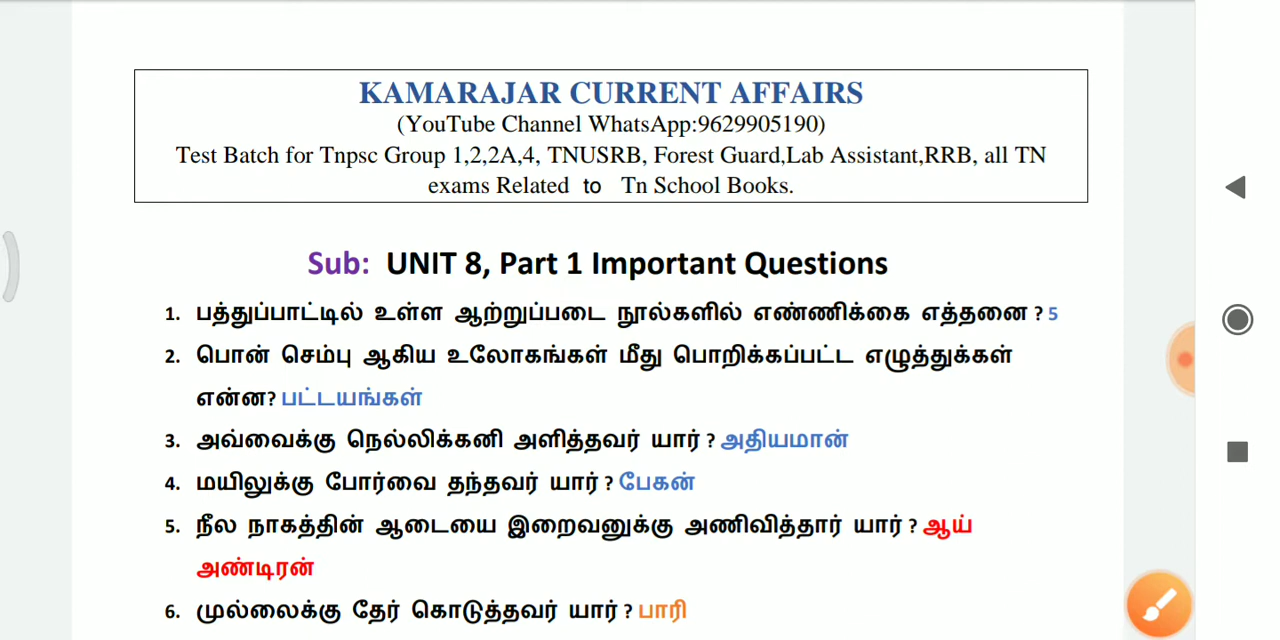 KAMARAJAR CURRENT AFFAIRS
(YouTube Channel WhatsApp:9629905190)
Test Batch for Tnpsc Group 1,2,2A,4, TNUSRB, Forest Guard,Lab Assistant,RRB, all TN
exams Related to Tn School Books.
Sub: UNIT 8, Part 1 Important Questions
1. பத்துப்பாட்டில் உள்ள ஆற்றுப்படை நூல்களில் எண்ணிக்கை எத்தனை ? 5
2. பொன் செம்பு ஆகிய உலோகங்கள் மீது பொறிக்கப்பட்ட எழுத்துக்கள்
என்ன? பட்டயங்கள்
3. அவ்வைக்கு நெல்லிக்கனி அளித்தவர் யார் ? அதியமான்
4. மயிலுக்கு போர்வை தந்தவர் யார் ? பேகன்
5. நீல நாகத்தின் ஆடையை இறைவனுக்கு அணிவித்தார் யார் ? ஆய்
அண்டிரன்
6. முல்லைக்கு தேர் கொடுத்தவர் யார் ? பாரி